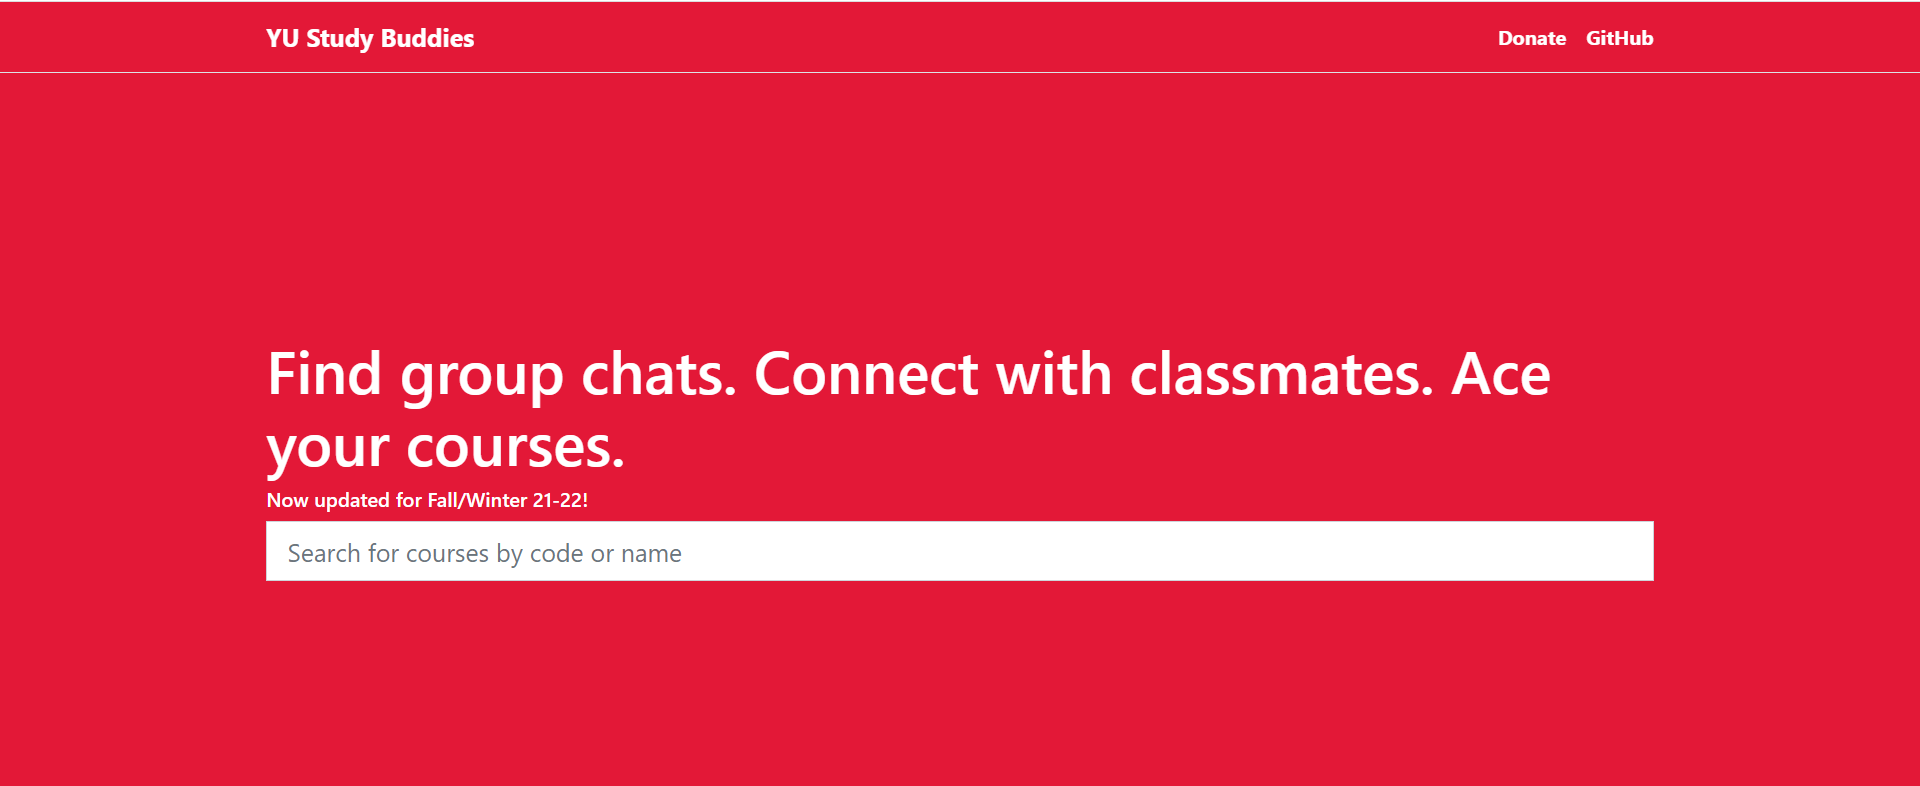 YU Study Buddies
Donate GitHub
Find group chats. Connect with classmates. Ace
your courses.
Now updated for Fall/Winter 21-22!
Search for courses by code or name